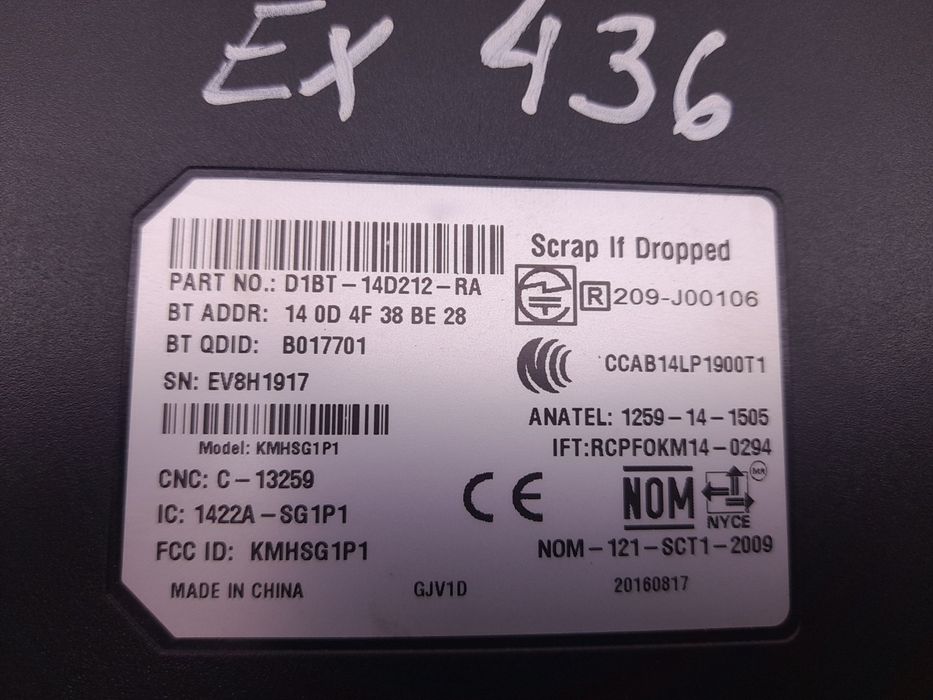 Ex 436
PART NO.: D1BT-14D212-RA
BT ADDR: 14 0D 4F 38 BE 28
BT QDID: B017701
SN: EV8H1917
Model: KMHSG1P1
CNC: C-13259
IC: 1422A-SG1P1
FCC ID: KMHSG1P1
MADE IN CHINA
GJV1D
Scrap If Dropped
R 209-J00106
CCAB14LP1900T1
ANATEL: 1259-14-1505
IFT:RCPFOKM14-0294
CE
NOM
NYCE
MR
NOM-121-SCT1-2009
20160817